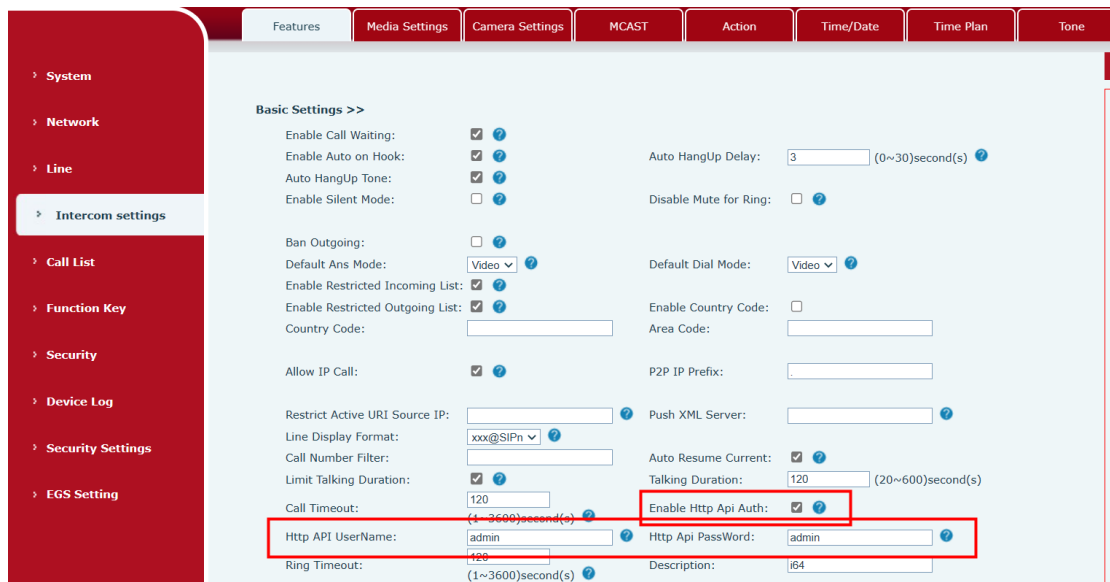 Features Media Settings Camera Settings MCAST Action Time/Date Time Plan Tone
› System
› Network
› Line
› Intercom settings
› Call List
› Function Key
› Security
› Device Log
› Security Settings
› EGS Setting
Basic Settings >>
Enable Call Waiting: ?
Enable Auto on Hook: ? Auto HangUp Delay: 3 (0~30)second(s) ?
Auto HangUp Tone: ?
Enable Silent Mode: ? Disable Mute for Ring: ?
Ban Outgoing: ?
Default Ans Mode: Video ? Default Dial Mode: Video ?
Enable Restricted Incoming List: ?
Enable Restricted Outgoing List: ? Enable Country Code:
Country Code: Area Code:
Allow IP Call: ? P2P IP Prefix: .
Restrict Active URI Source IP: ? Push XML Server: ?
Line Display Format: xxx@SIPn ?
Call Number Filter: Auto Resume Current: ?
Limit Talking Duration: ? Talking Duration: 120 (20~600)second(s)
Call Timeout: 120 (1~3600)second(s) ? Enable Http Api Auth: ?
Http API UserName: admin ? Http Api PassWord: admin ?
Ring Timeout: 120 (1~3600)second(s) ? Description: i64